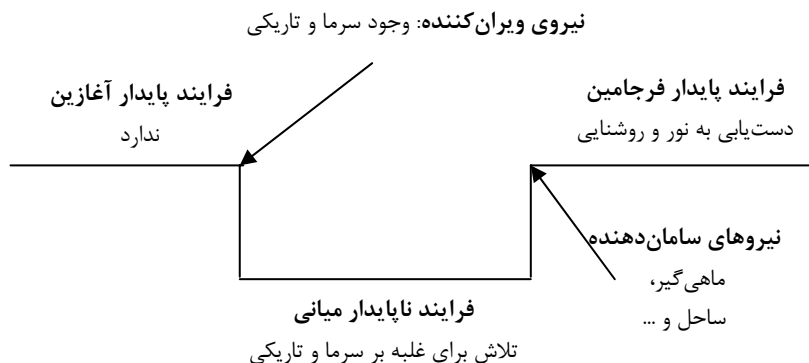 نیروی ویران‌کننده: وجود سرما و تاریکی
فرایند پایدار آغازین
ندارد
فرایند پایدار فرجامین
دست‌یابی به نور و روشنایی
نیروهای سامان‌دهنده
ماهی‌گیر،
ساحل و ...
فرایند ناپایدار میانی
تلاش برای غلبه بر سرما و تاریکی